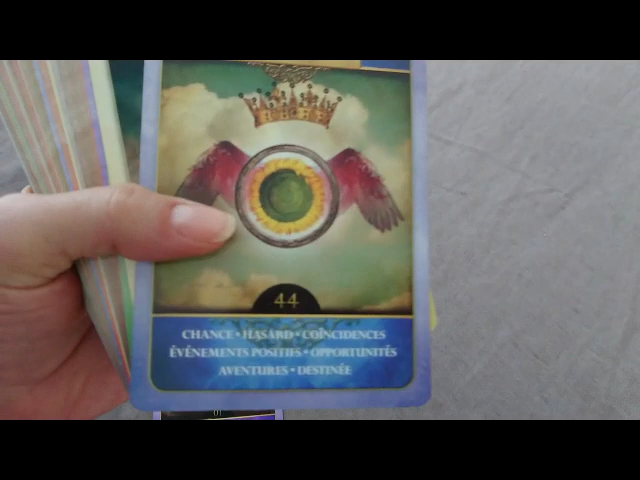 44
CHANCE • HASARD • COÏNCIDENCES
ÉVÉNEMENTS POSITIFS • OPPORTUNITÉS
AVENTURES • DESTINÉE